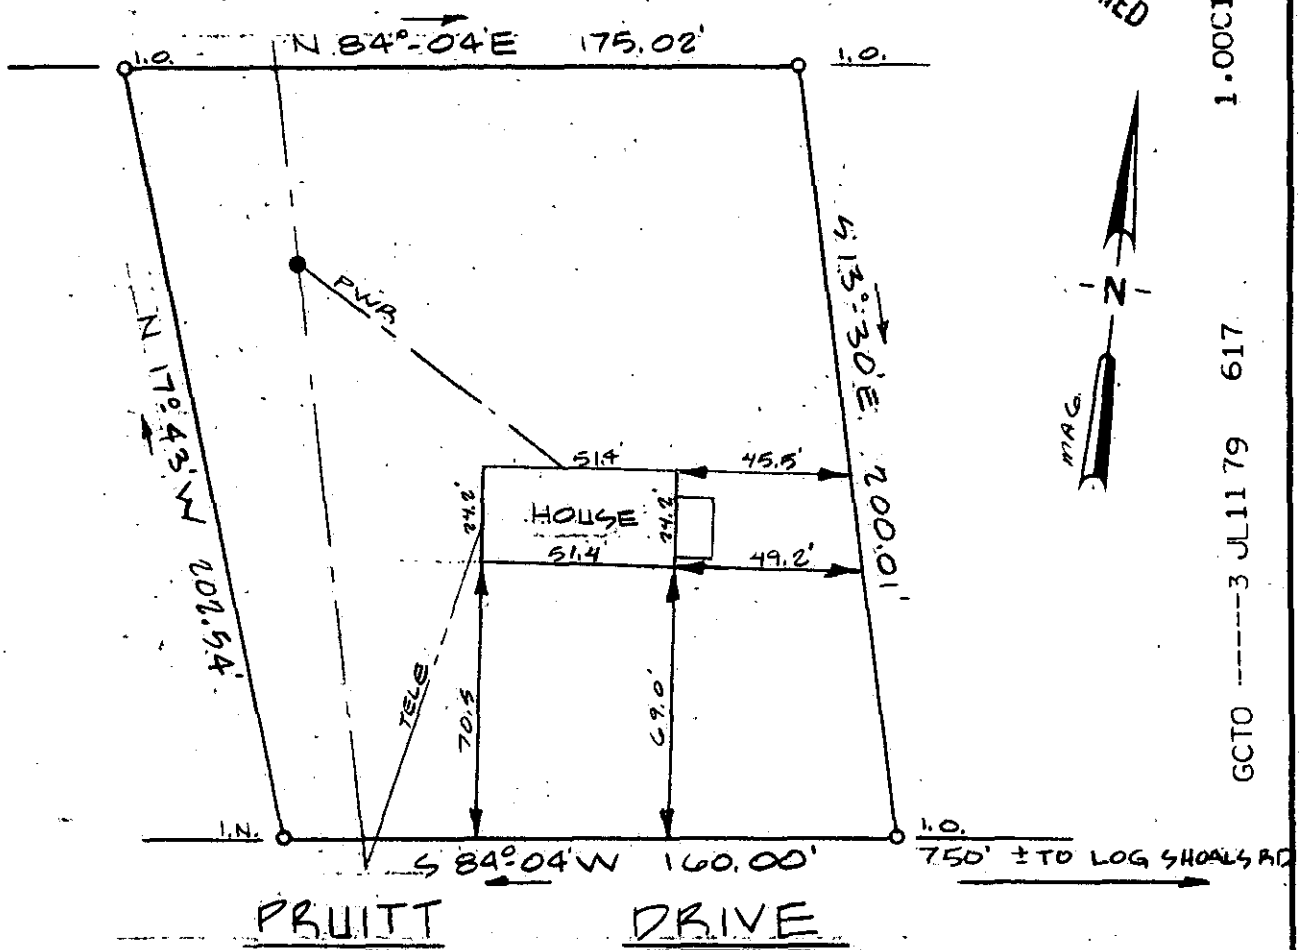 N 84°-04'E 175.02'
I.O.
I.O.
1.00
N
MAG.
S 13°-30'E 200.01'
PWR.
N 17°-43'W 202.54'
51.4'
45.5'
24.2'
HOUSE
24.2'
51.4'
49.2'
TELE
70.5
69.0'
GCTO ------3 JL11 79 617
I.N.
I.O.
S 84°-04'W 160.00'
750' ± TO LOG SHOALS RD
PRUITT DRIVE